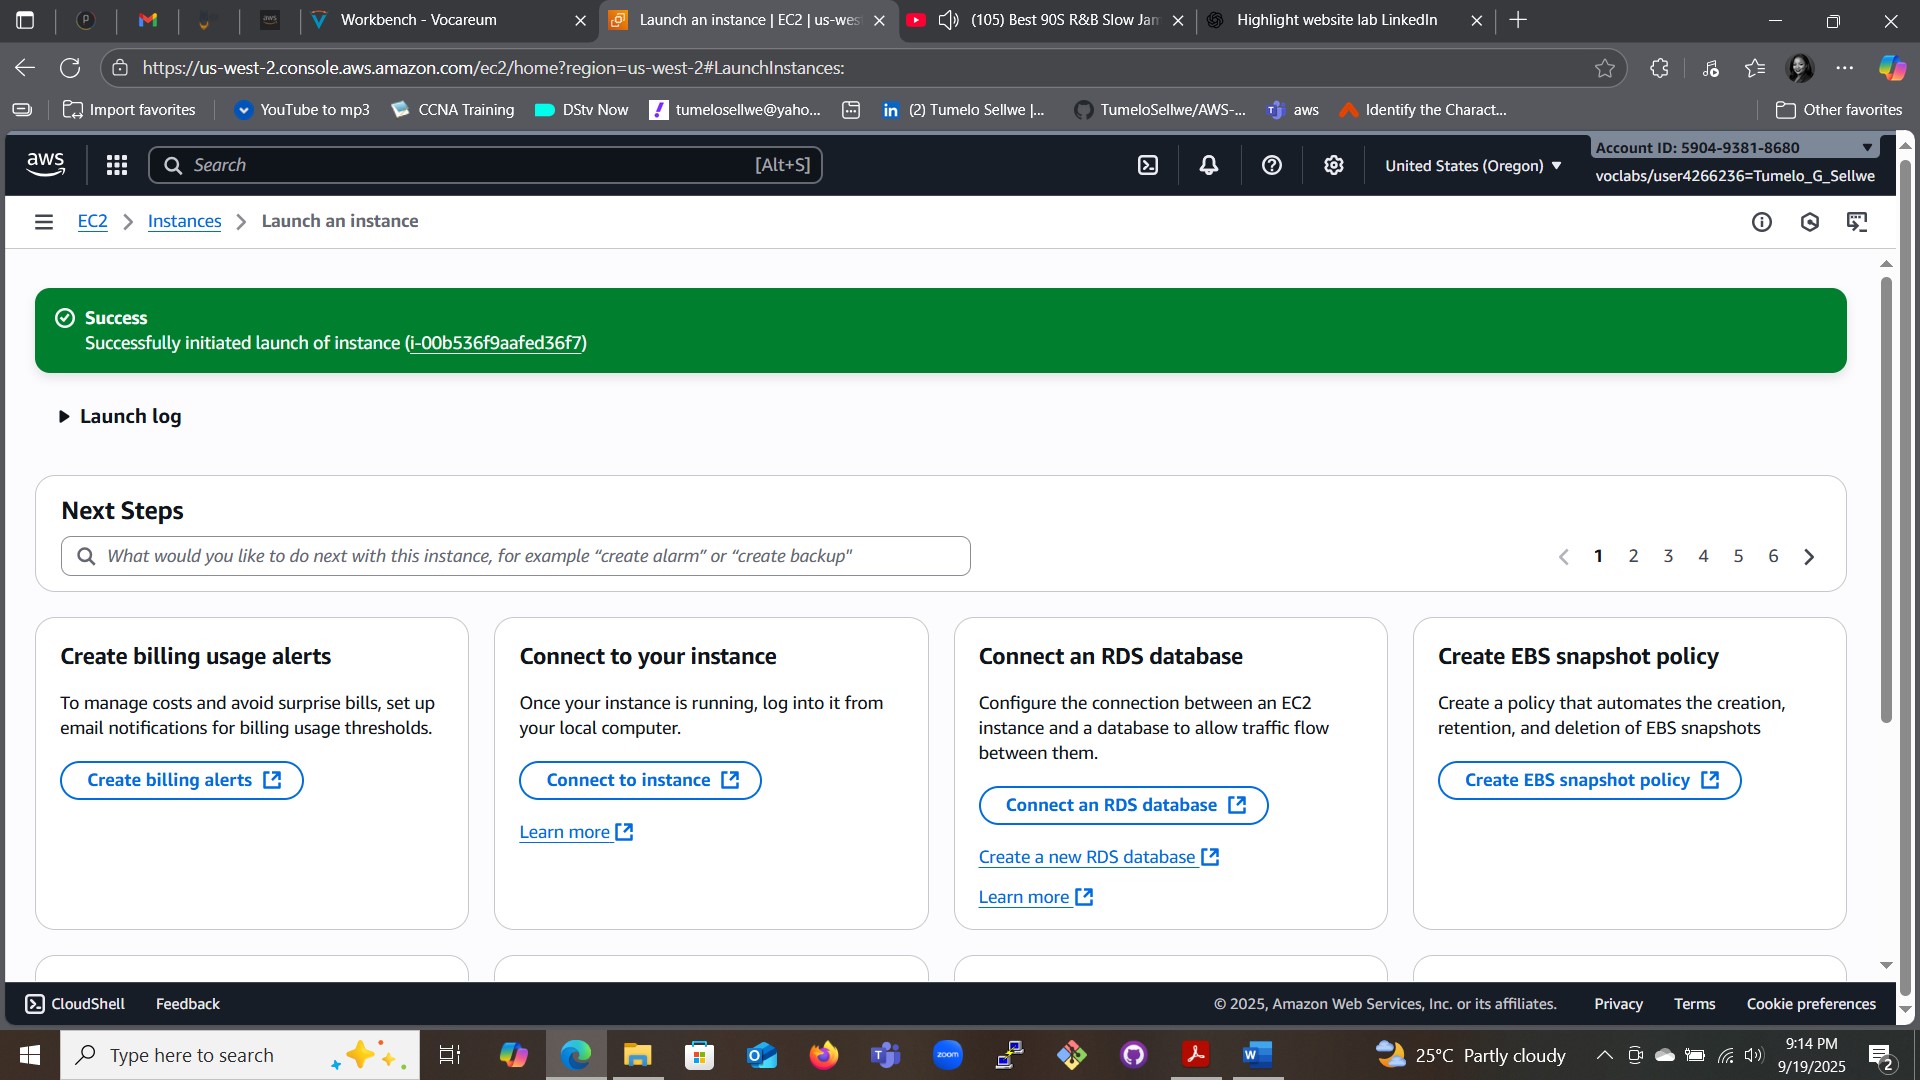 Workbench - Vocareum
Launch an instance | EC2 | us-wes
(105) Best 90S R&B Slow Jam
Highlight website lab LinkedIn
https://us-west-2.console.aws.amazon.com/ec2/home?region=us-west-2#LaunchInstances:
Import favorites
YouTube to mp3
CCNA Training
DStv Now
tumelosellwe@yaho...
(2) Tumelo Sellwe |...
TumeloSellwe/AWS-...
aws
Identify the Charact...
Other favorites
aws
Search
[Alt+S]
United States (Oregon)
Account ID: 5904-9381-8680
voclabs/user4266236=Tumelo_G_Sellwe
EC2
Instances
Launch an instance
Success
Successfully initiated launch of instance (i-00b536f9aafed36f7)
Launch log
Next Steps
What would you like to do next with this instance, for example “create alarm” or “create backup"
1 2 3 4 5 6
Create billing usage alerts
To manage costs and avoid surprise bills, set up
email notifications for billing usage thresholds.
Create billing alerts
Connect to your instance
Once your instance is running, log into it from
your local computer.
Connect to instance
Learn more
Connect an RDS database
Configure the connection between an EC2
instance and a database to allow traffic flow
between them.
Connect an RDS database
Create a new RDS database
Learn more
Create EBS snapshot policy
Create a policy that automates the creation,
retention, and deletion of EBS snapshots
Create EBS snapshot policy
CloudShell
Feedback
© 2025, Amazon Web Services, Inc. or its affiliates.
Privacy
Terms
Cookie preferences
Type here to search
zoom
25°C Partly cloudy
9:14 PM
9/19/2025
2